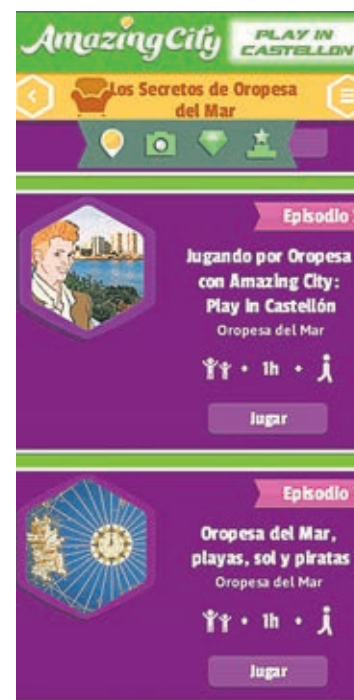 AmazingCity
PLAY IN
CASTELLON
Los Secretos de Oropesa
del Mar
Episodio
Jugando por Oropesa
con Amazing City:
Play in Castellón
Oropesa del Mar
1h
Jugar
Episodio
Oropesa del Mar,
playas, sol y piratas
Oropesa del Mar
1h
Jugar